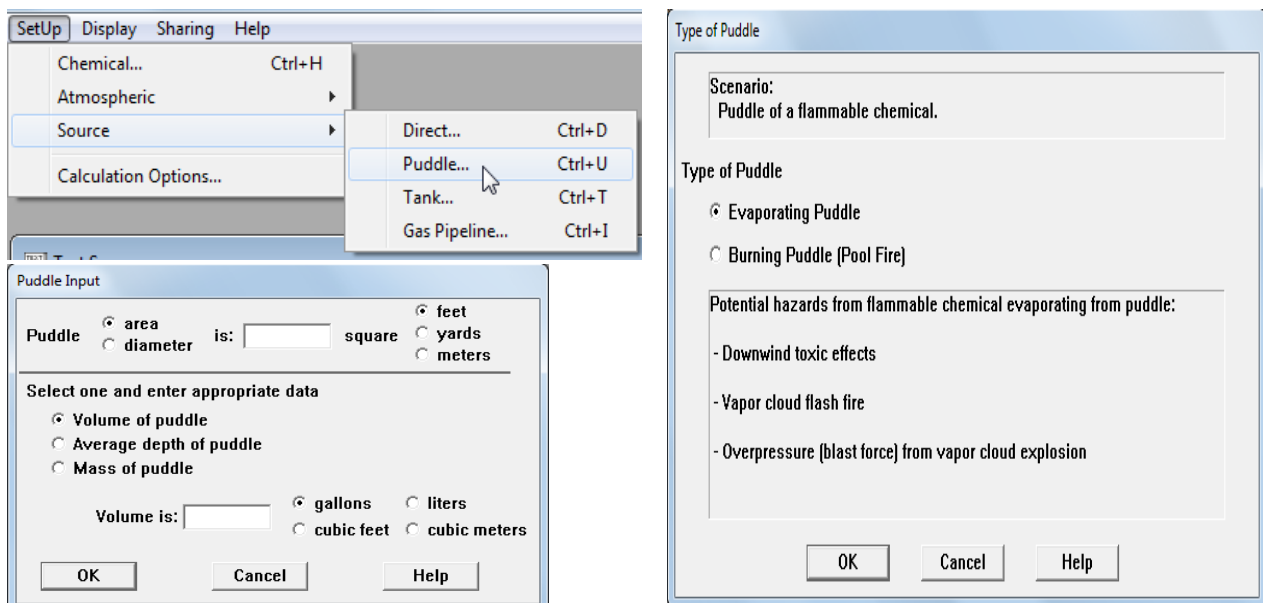 SetUp Display Sharing Help
Chemical... Ctrl+H
Atmospheric
Source
Calculation Options...
Direct... Ctrl+D
Puddle... Ctrl+U
Tank... Ctrl+T
Gas Pipeline... Ctrl+I
Puddle Input
Puddle area is: square feet
diameter yards
meters
Select one and enter appropriate data
Volume of puddle
Average depth of puddle
Mass of puddle
Volume is: gallons liters
cubic feet cubic meters
OK Cancel Help
Type of Puddle
Scenario:
Puddle of a flammable chemical.
Type of Puddle
Evaporating Puddle
Burning Puddle (Pool Fire)
Potential hazards from flammable chemical evaporating from puddle:
- Downwind toxic effects
- Vapor cloud flash fire
- Overpressure (blast force) from vapor cloud explosion
OK Cancel Help